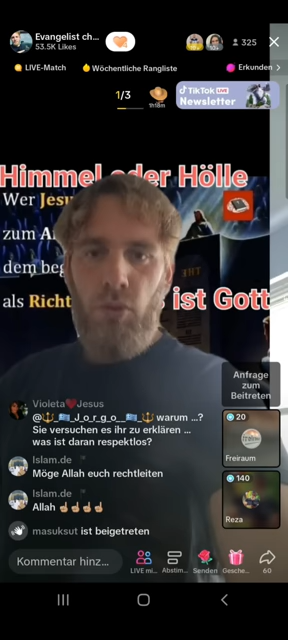 Evangelist ch...
53.5K Likes
325
LIVE-Match
Wöchentliche Rangliste
Erkunden >
1/3
1h18m
TikTok LIVE
Newsletter
Himmel oder Hölle
Wer Jesu
zum A
dem beg
THE
als Richt
s ist Gott
Anfrage
zum
Beitreten
Violeta❤️Jesus
@🔱_🇬🇷_J_o_r_g_o__🇬🇷_🔱 warum ...?
Sie versuchen es ihr zu erklären ...
was ist daran respektlos?
20
Freiraum
Islam.de
Möge Allah euch rechtleiten
Islam.de
Allah ☝🏼☝🏼☝🏼☝🏼
140
Reza
masuksut ist beigetreten
Kommentar hinz...
LIVE mi...
Abstim...
Senden
Gesche...
60